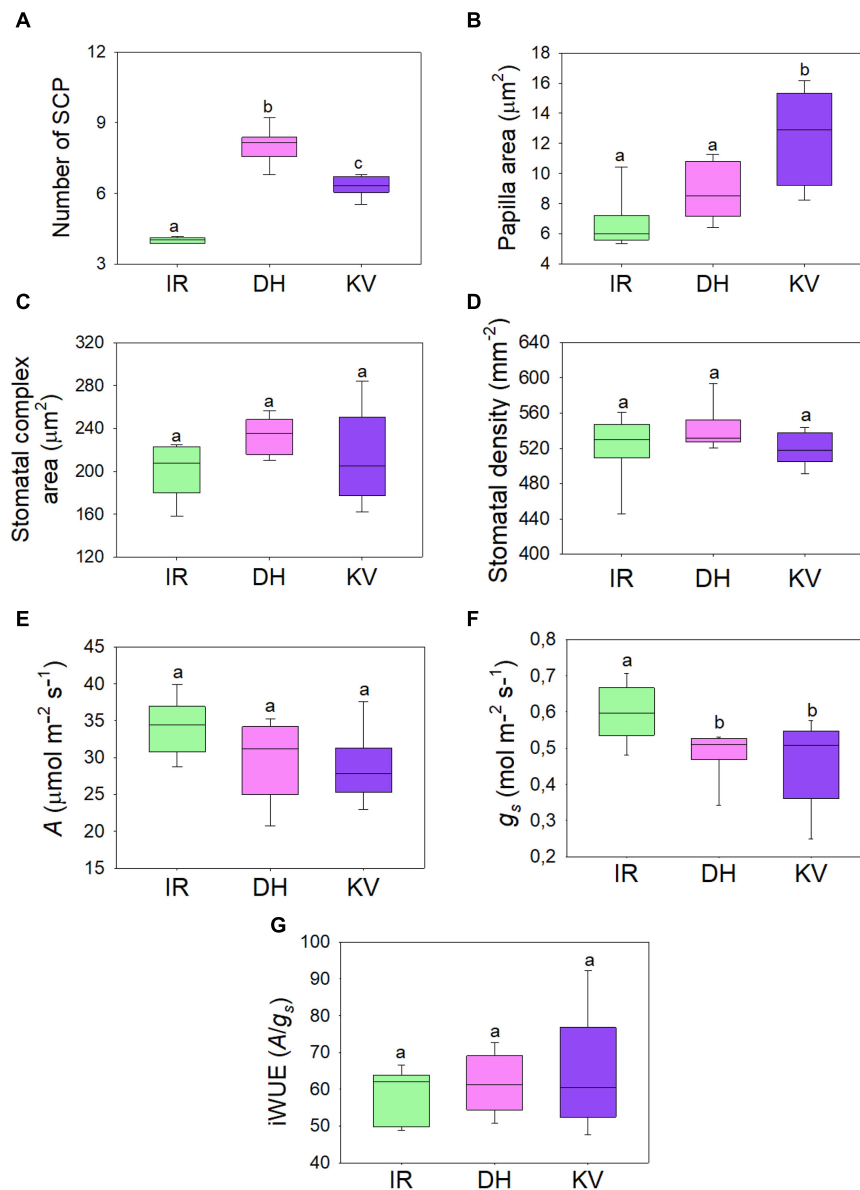 A
Number of SCP
12
9
6
3
a
b
c
IR DH KV
B
Papilla area (μm²)
18
16
14
12
10
8
6
4
a
a
b
IR DH KV
C
Stomatal complex
area (μm²)
320
280
240
200
160
120
a
a
a
IR DH KV
D
Stomatal density (mm⁻²)
640
600
560
520
480
440
400
a
a
a
IR DH KV
E
A (μmol m⁻² s⁻¹)
45
40
35
30
25
20
15
a
a
a
IR DH KV
F
gₛ (mol m-² s-¹)
0,8
0,7
0,6
0,5
0,4
0,3
0,2
a
b
b
IR DH KV
G
iWUE (A/gₛ)
100
90
80
70
60
50
40
a
a
a
IR DH KV